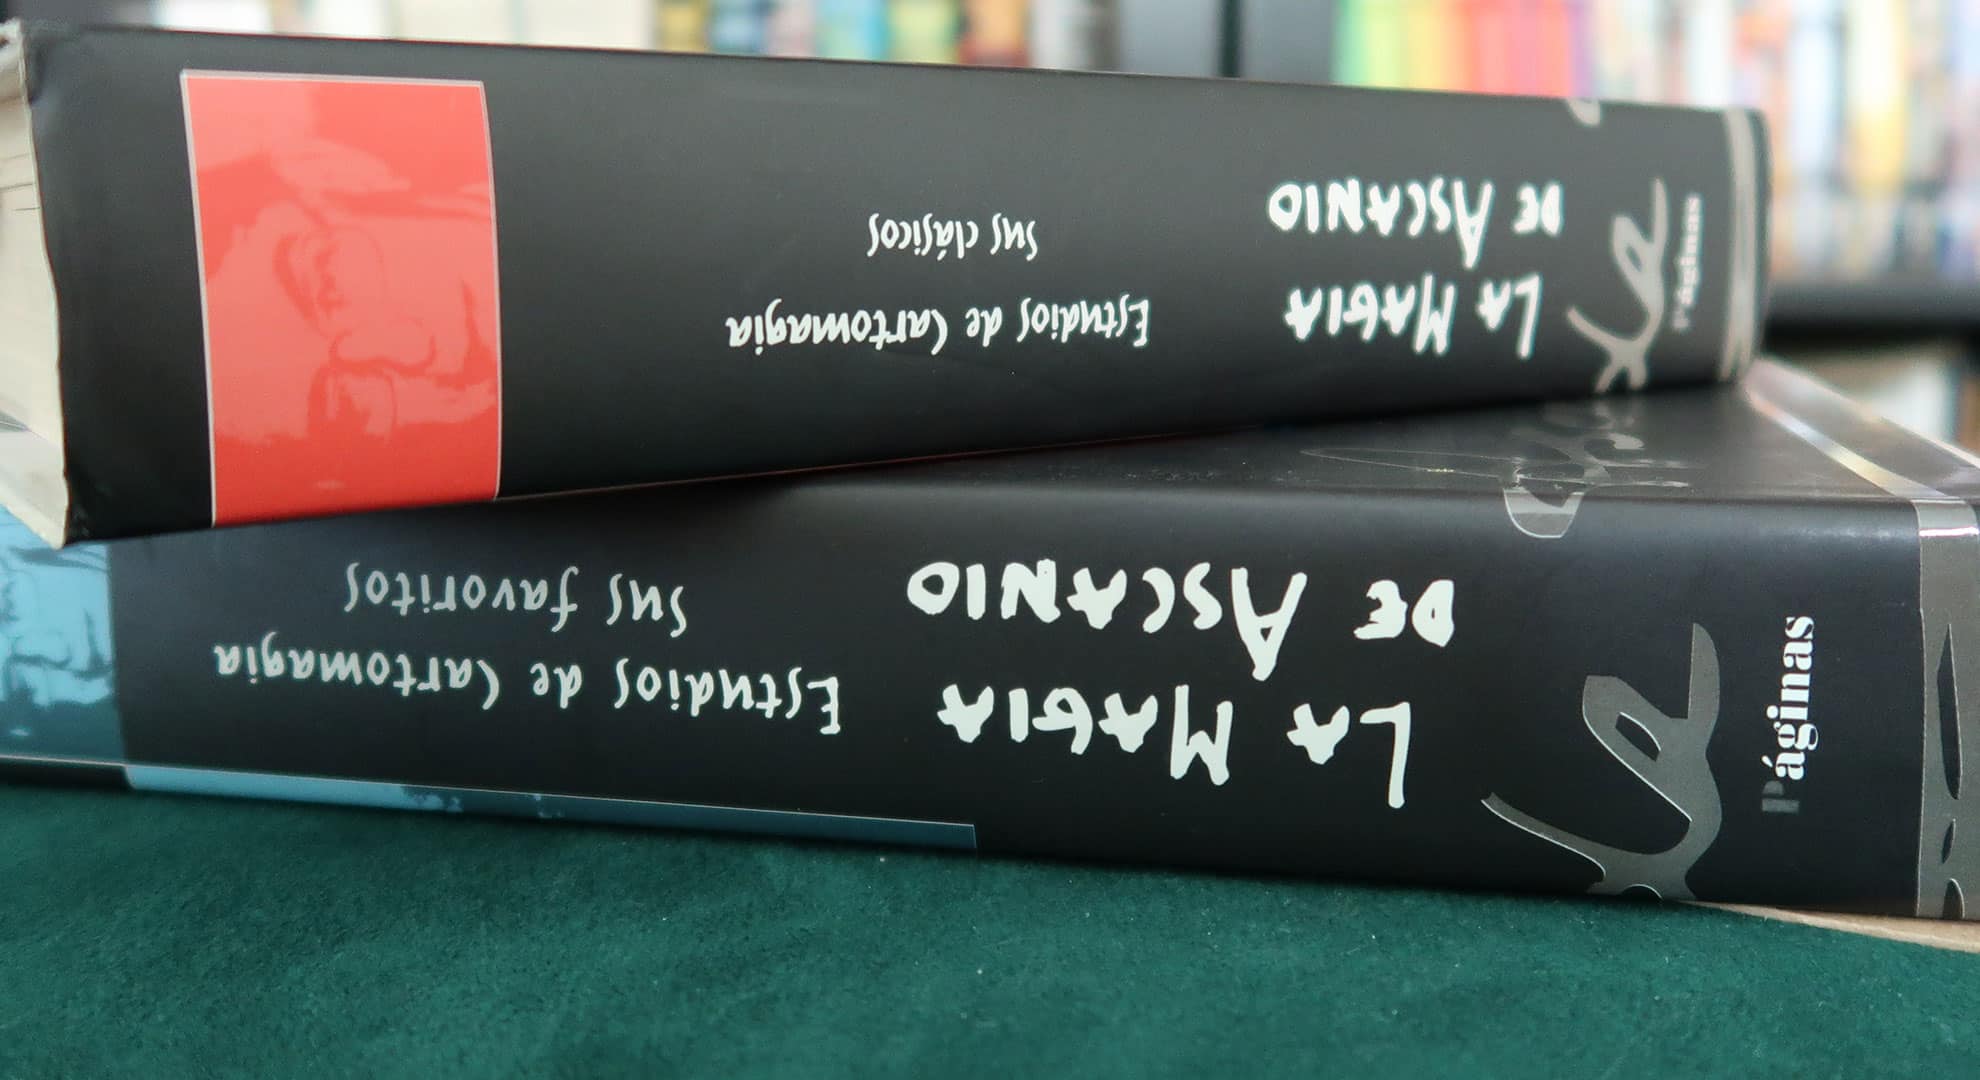 LA MAGIA
DE ASCANIO
Estudios de Cartomagia
Sus clásicos
Páginas
LA MAGIA
DE ASCANIO
Estudios de Cartomagia
Sus favoritos
Páginas